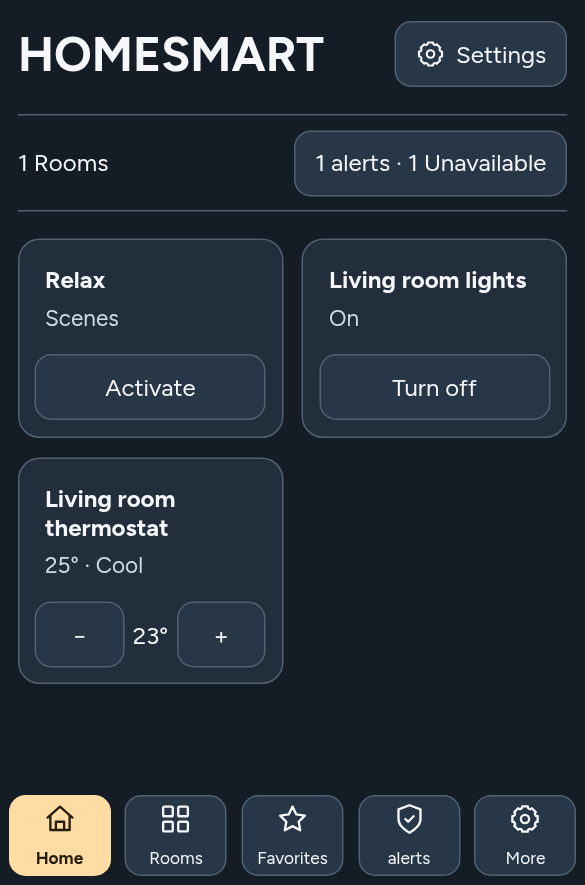 HOMESMART
Settings
1 Rooms
1 alerts · 1 Unavailable
Relax
Scenes
Activate
Living room lights
On
Turn off
Living room
thermostat
25° · Cool
− 23° +
Home
Rooms
Favorites
alerts
More